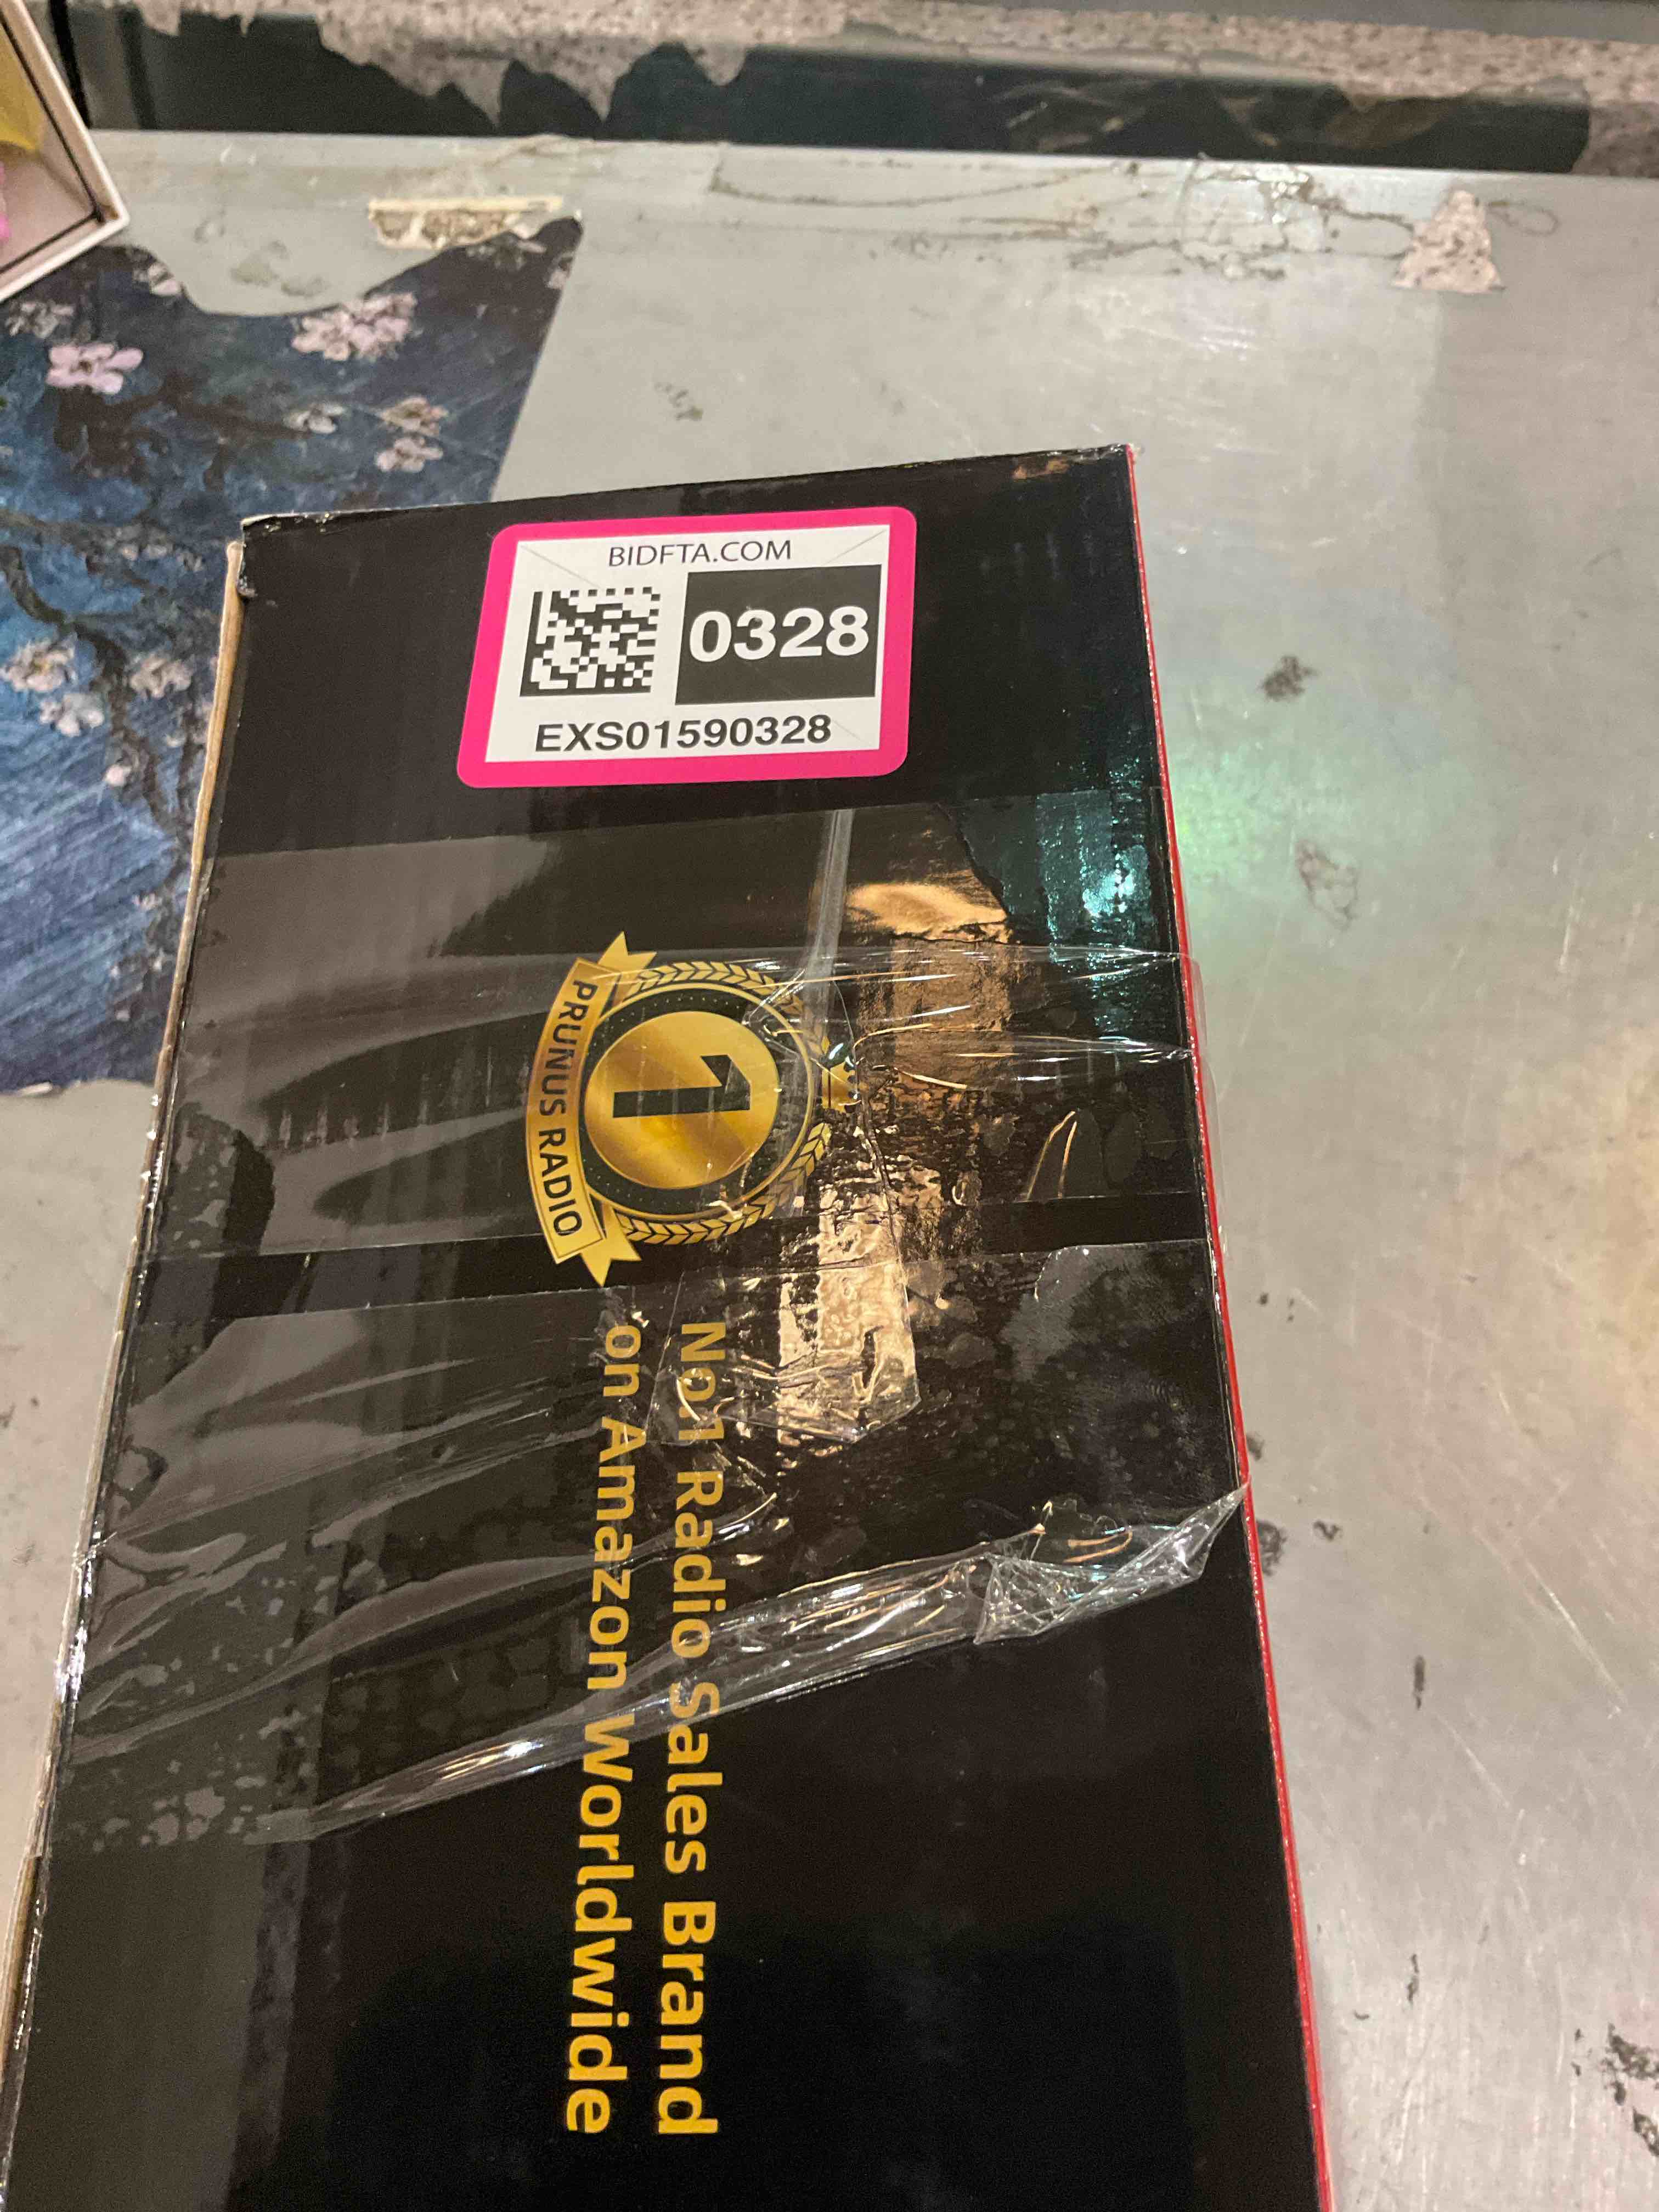 BIDFTA.COM
0328
EXS01590328
1
PRUNUS RADIO
No.1 Radio Sales Brand
on Amazon Worldwide